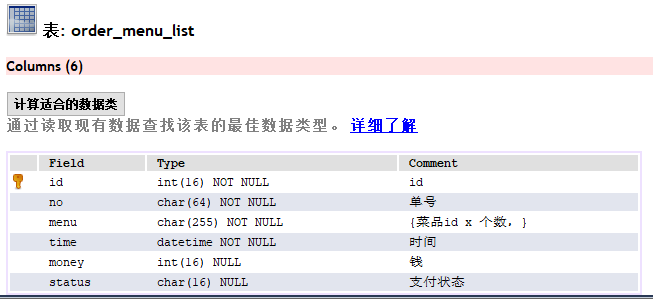 表: order_menu_list
Columns (6)
计算适合的数据类
通过读取现有数据查找该表的最佳数据类型。 详细了解
Field Type Comment
id int(16) NOT NULL id
no char(64) NOT NULL 单号
menu char(255) NOT NULL {菜品id x 个数，}
time datetime NOT NULL 时间
money int(16) NULL 钱
status char(16) NULL 支付状态